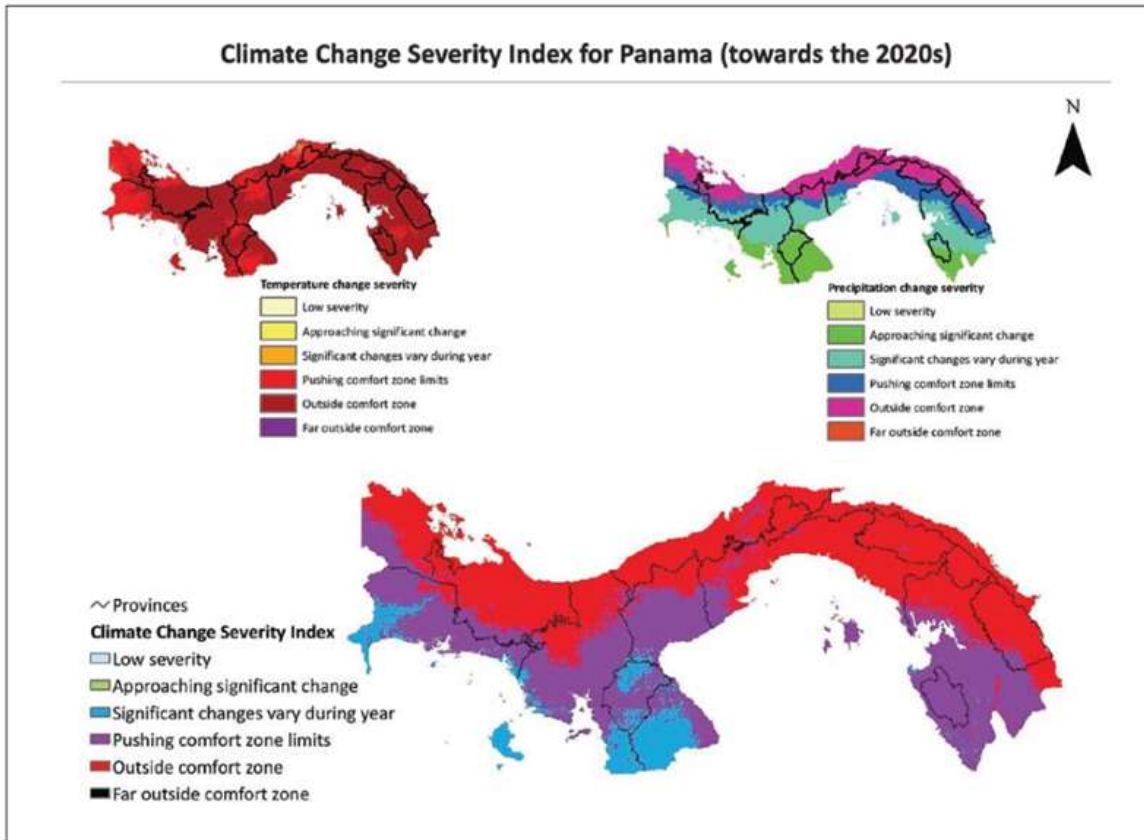 Climate Change Severity Index for Panama (towards the 2020s)
N
Temperature change severity
Low severity
Approaching significant change
Significant changes vary during year
Pushing comfort zone limits
Outside comfort zone
Far outside comfort zone
Precipitation change severity
Low severity
Approaching significant change
Significant changes vary during year
Pushing comfort zone limits
Outside comfort zone
Far outside comfort zone
Provinces
Climate Change Severity Index
Low severity
Approaching significant change
Significant changes vary during year
Pushing comfort zone limits
Outside comfort zone
Far outside comfort zone